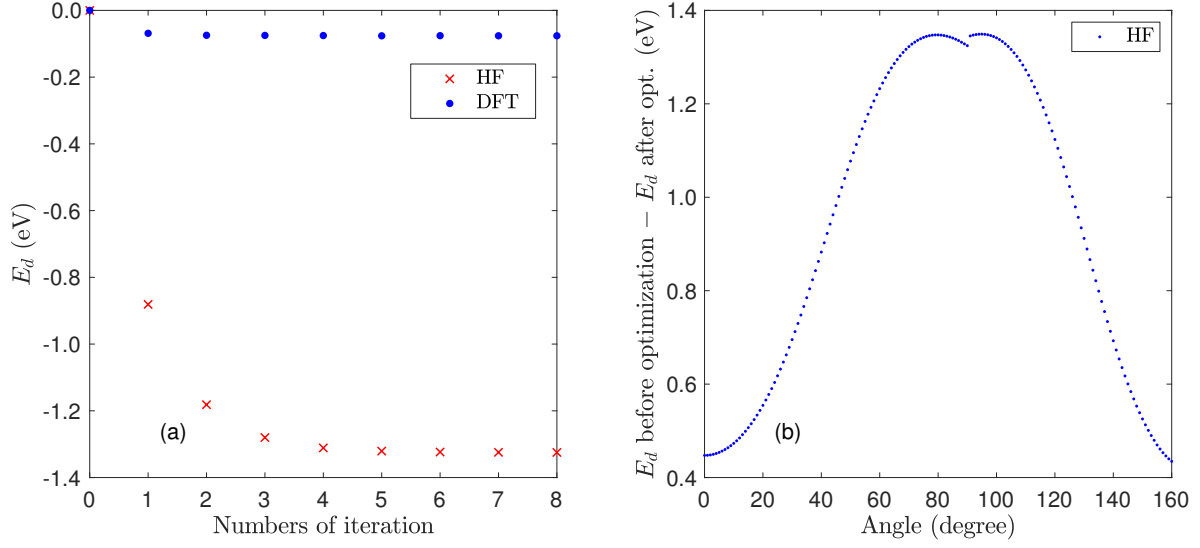 0.0
-0.2
-0.4
-0.6
-0.8
-1.0
-1.2
-1.4
E_d (eV)
HF
DFT
(a)
0 1 2 3 4 5 6 7 8
Numbers of iteration
1.4
1.2
1.0
0.8
0.6
0.4
E_d before optimization − E_d after opt. (eV)
HF
(b)
0 20 40 60 80 100 120 140 160
Angle (degree)